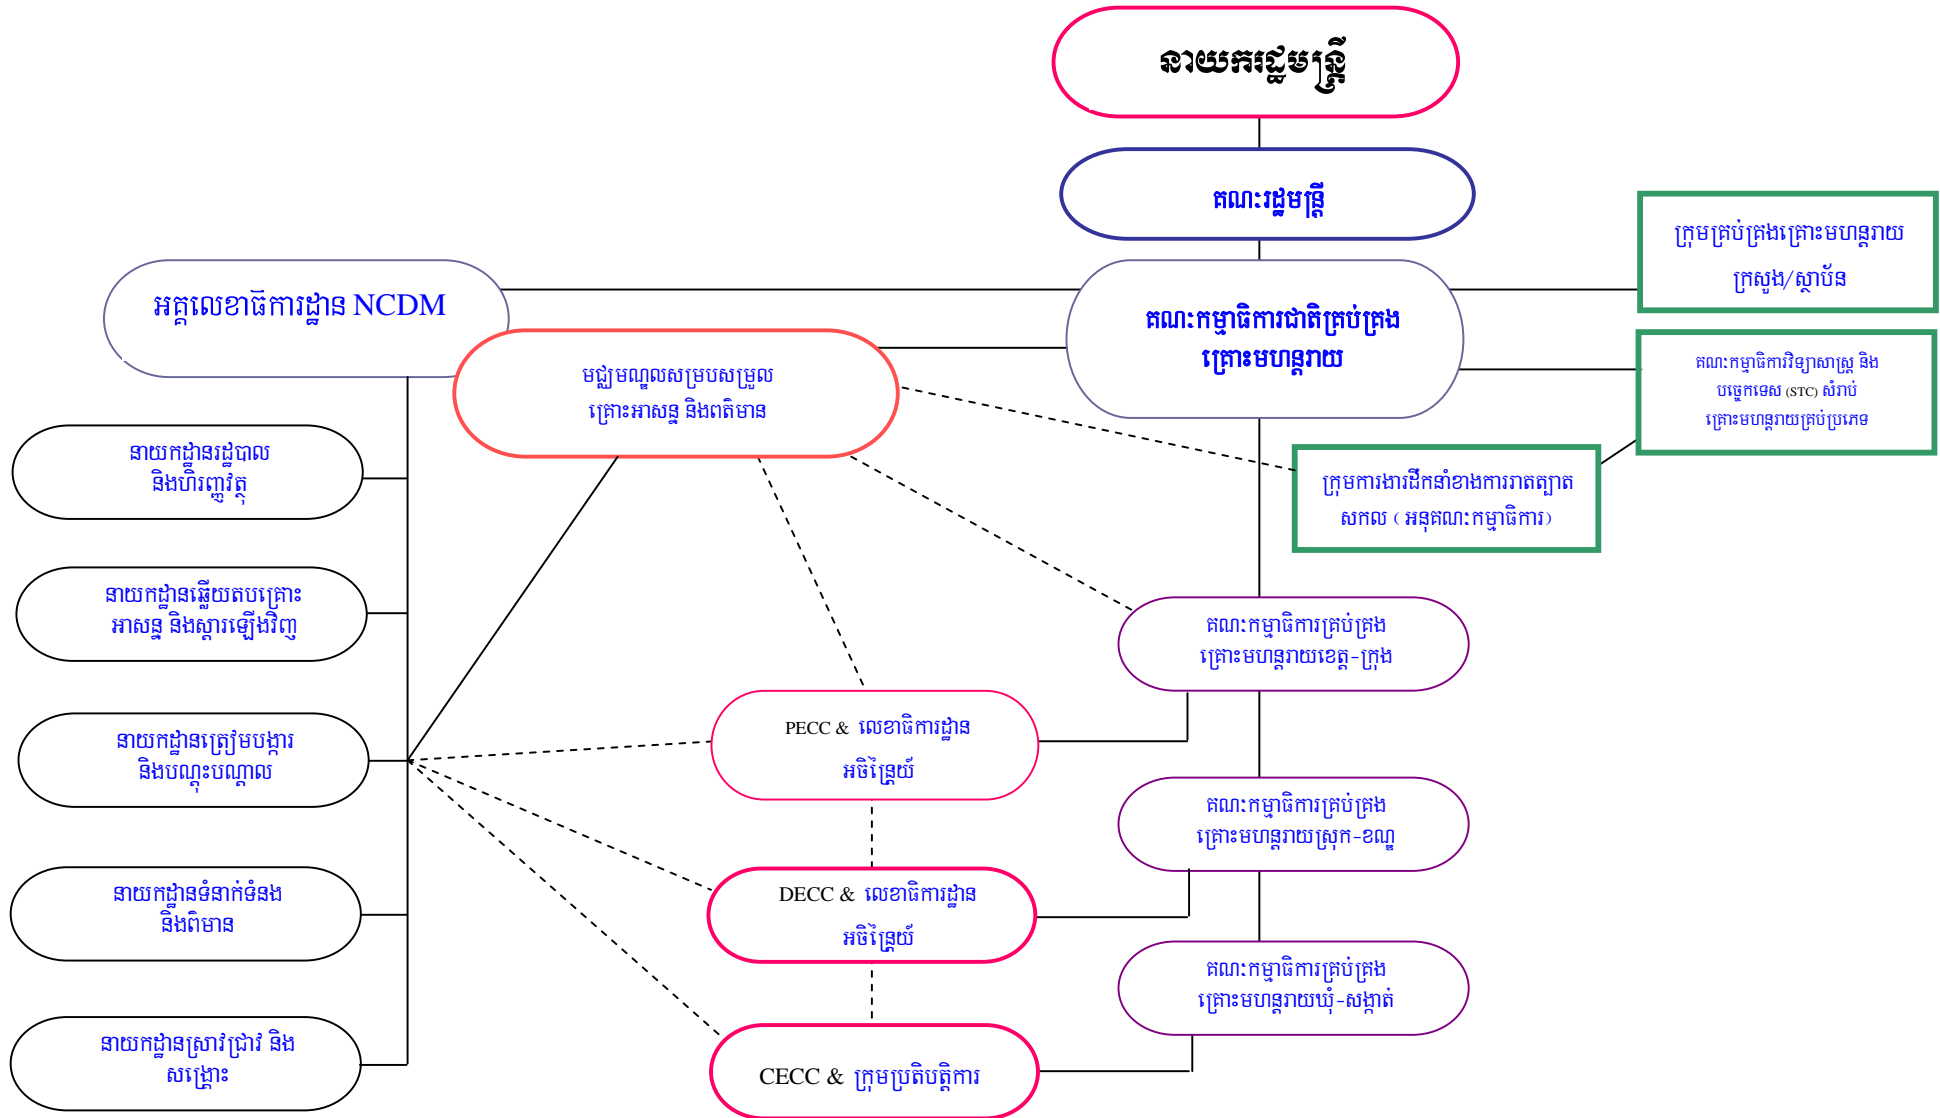 នាយករដ្ឋមន្ត្រី
គណៈរដ្ឋមន្ត្រី
ក្រុមគ្រប់គ្រងគ្រោះមហន្តរាយ
ក្រសួង/ស្ថាប័ន
អគ្គលេខាធិការដ្ឋាន NCDM
គណៈកម្មាធិការជាតិគ្រប់គ្រង
គ្រោះមហន្តរាយ
មជ្ឈមណ្ឌលសម្របសម្រួល
គ្រោះអាសន្ន និងពត៌មាន
គណៈកម្មាធិការវិទ្យាសាស្ត្រ និង
បច្ចេកទេស (STC) សំរាប់
គ្រោះមហន្តរាយគ្រប់ប្រភេទ
នាយកដ្ឋានរដ្ឋបាល
និងហិរញ្ញវត្ថុ
ក្រុមការងារដឹកនាំខាងការរាតត្បាត
សកល ( អនុគណៈកម្មាធិការ)
នាយកដ្ឋានឆ្លើយតបគ្រោះ
អាសន្ន និងស្តារឡើងវិញ
គណៈកម្មាធិការគ្រប់គ្រង
គ្រោះមហន្តរាយខេត្ត-ក្រុង
នាយកដ្ឋានត្រៀមបង្ការ
និងបណ្តុះបណ្តាល
PECC & លេខាធិការដ្ឋាន
អចិន្ត្រៃយ៍
គណៈកម្មាធិការគ្រប់គ្រង
គ្រោះមហន្តរាយស្រុក-ខណ្ឌ
នាយកដ្ឋានទំនាក់ទំនង
និងពិមាន
DECC & លេខាធិការដ្ឋាន
អចិន្ត្រៃយ៍
គណៈកម្មាធិការគ្រប់គ្រង
គ្រោះមហន្តរាយឃុំ-សង្កាត់
នាយកដ្ឋានស្រាវជ្រាវ និង
សង្គ្រោះ
CECC & ក្រុមប្រតិបត្តិការ